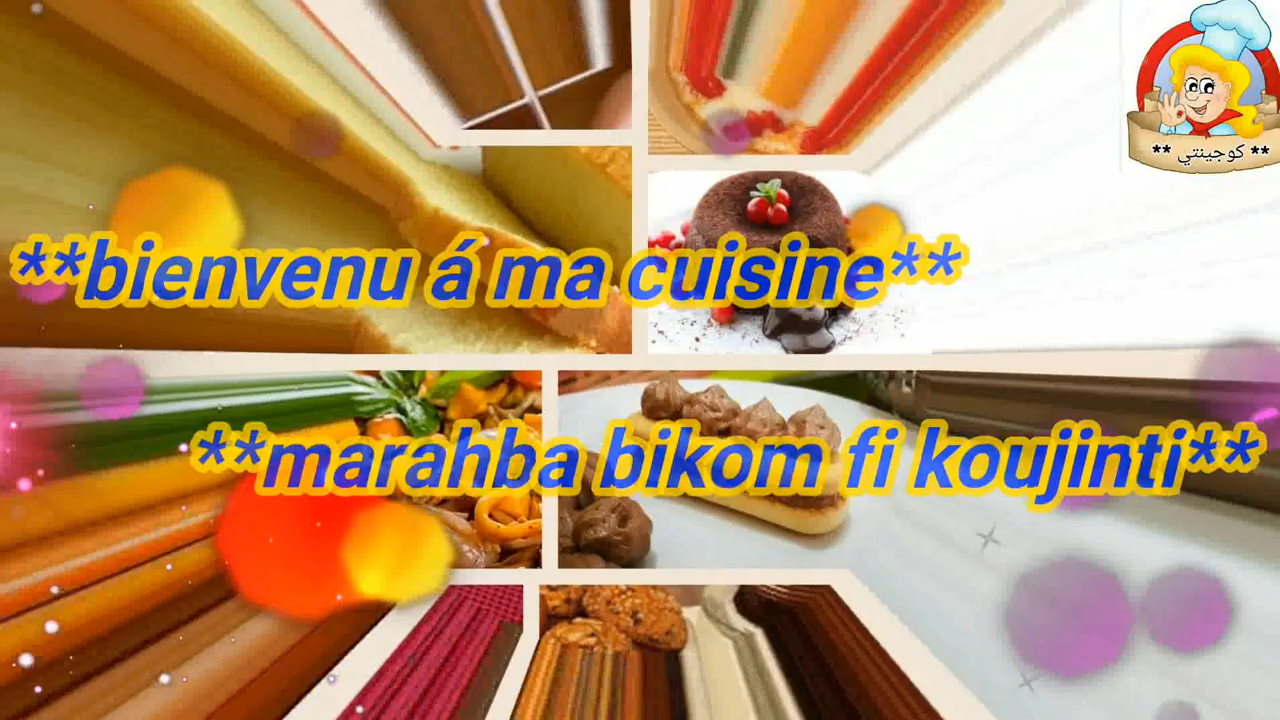 ** كوجينتي **
**bienvenu á ma cuisine**
**marahba bikom fi koujinti**